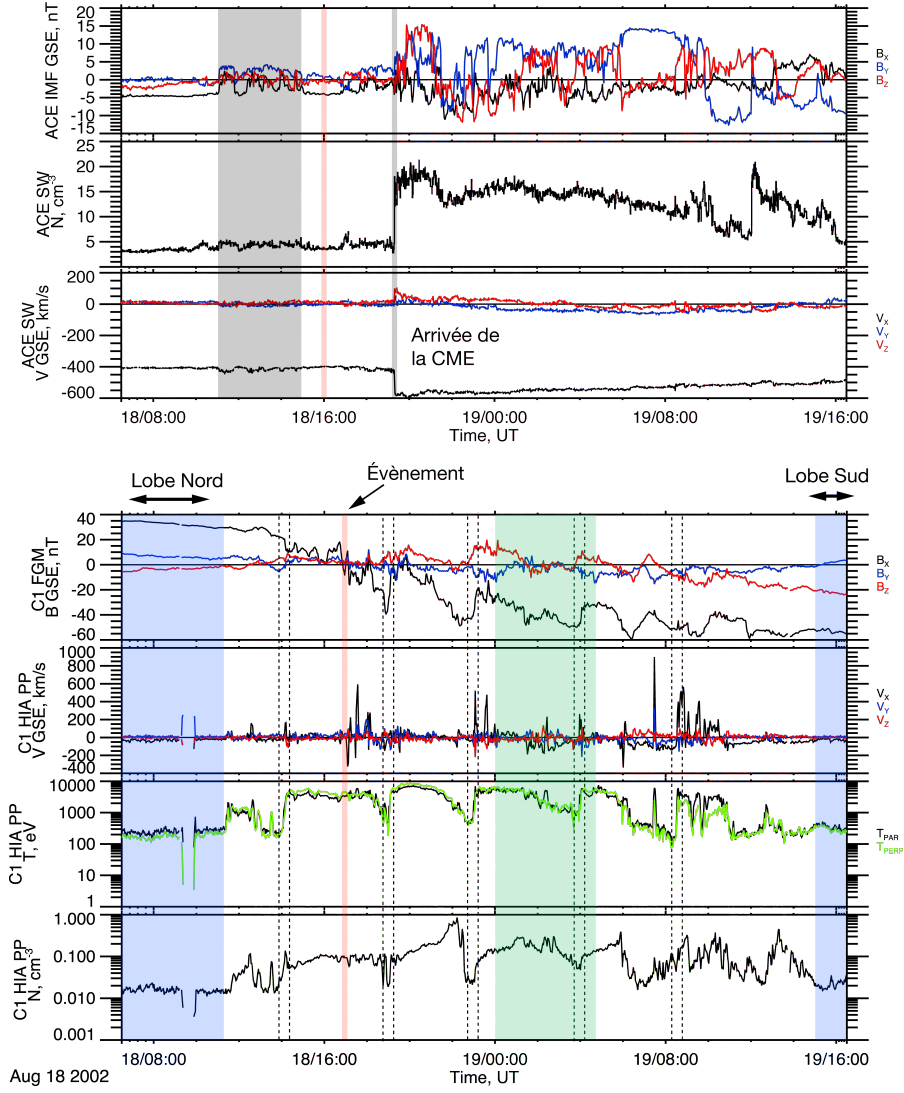 ACE IMF GSE, nT
20
15
10
5
0
-5
-10
-15
B_X
B_Y
B_Z
ACE SW
N, cm⁻³
25
20
15
10
5
ACE SW
V GSE, km/s
200
0
-200
-400
-600
Arrivée de
la CME
V_X
V_Y
V_Z
18/08:00 18/16:00 19/00:00 19/08:00 19/16:00
Time, UT
Lobe Nord
Évènement
Lobe Sud
C1 FGM
B GSE, nT
40
20
0
-20
-40
-60
B_X
B_Y
B_Z
C1 HIA PP
V GSE, km/s
1000
800
600
400
200
0
-200
-400
V_X
V_Y
V_Z
C1 HIA PP
T, eV
10000
1000
100
10
1
T_PAR
T_PERP
C1 HIA PP
N, cm⁻³
1.000
0.100
0.010
0.001
18/08:00 18/16:00 19/00:00 19/08:00 19/16:00
Time, UT
Aug 18 2002